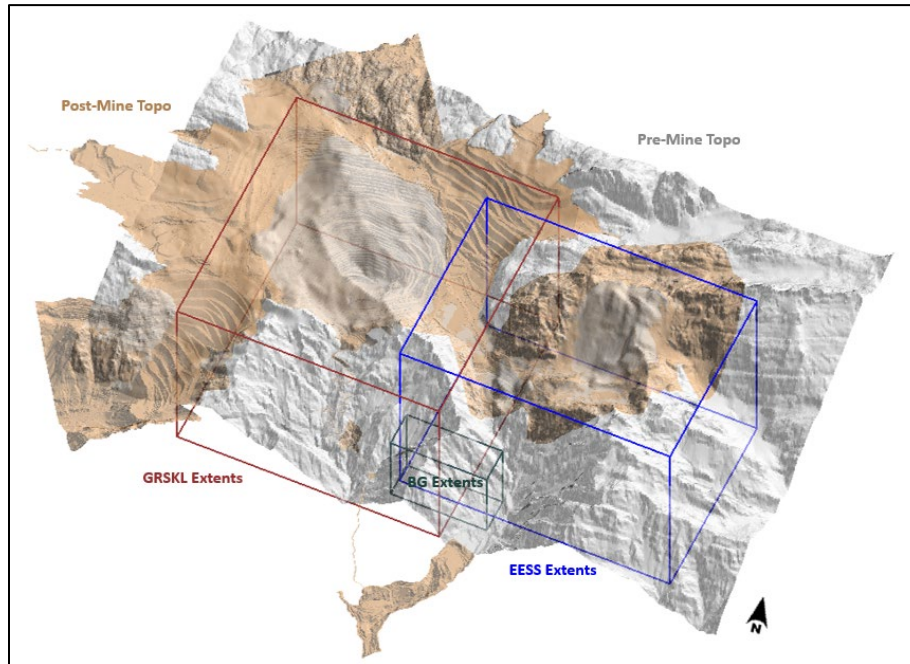 Post-Mine Topo
Pre-Mine Topo
GRSKL Extents
BG Extents
EESS Extents
N